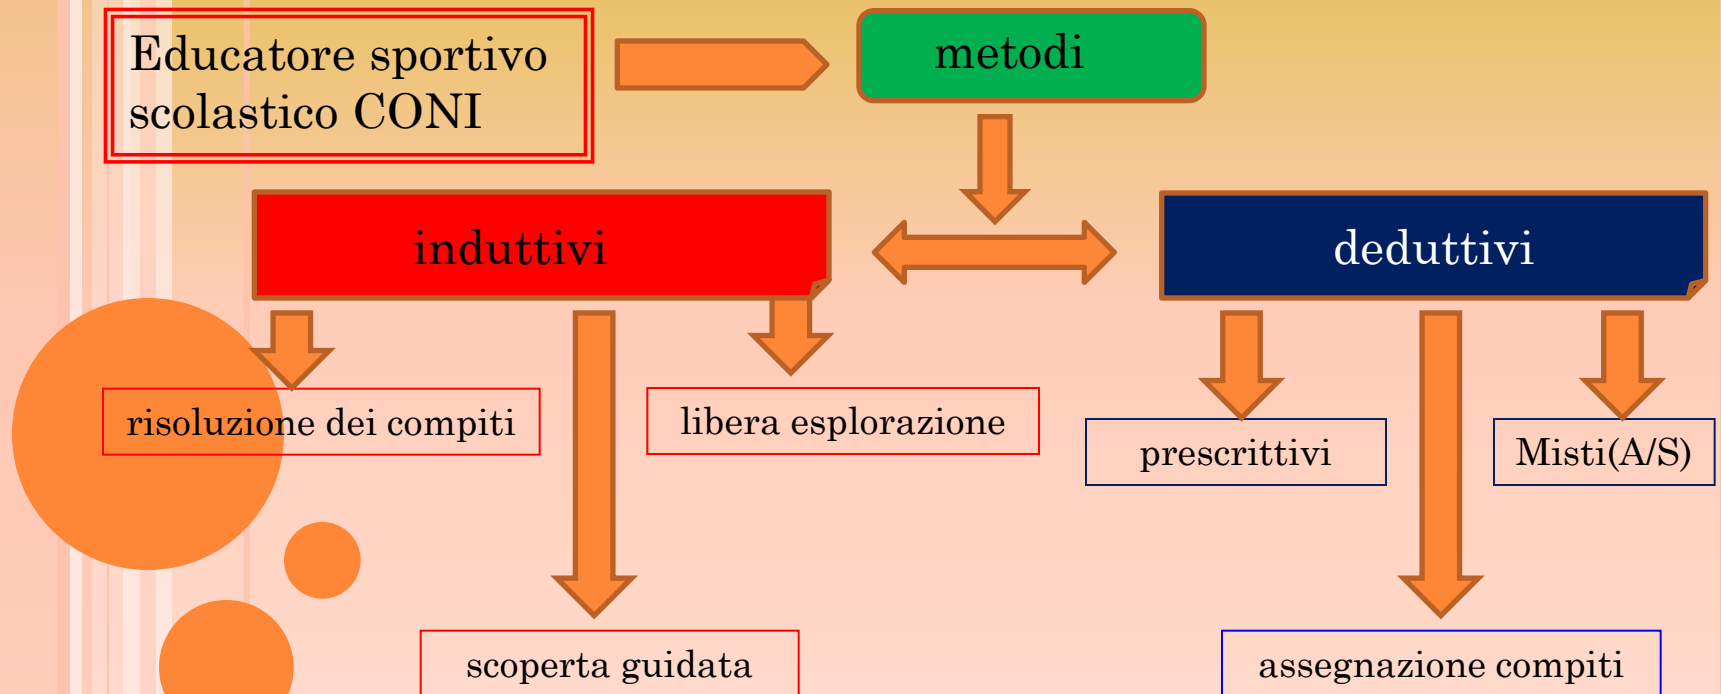 Educatore sportivo
scolastico CONI
metodi
induttivi
deduttivi
risoluzione dei compiti
libera esplorazione
prescrittivi
Misti(A/S)
scoperta guidata
assegnazione compiti